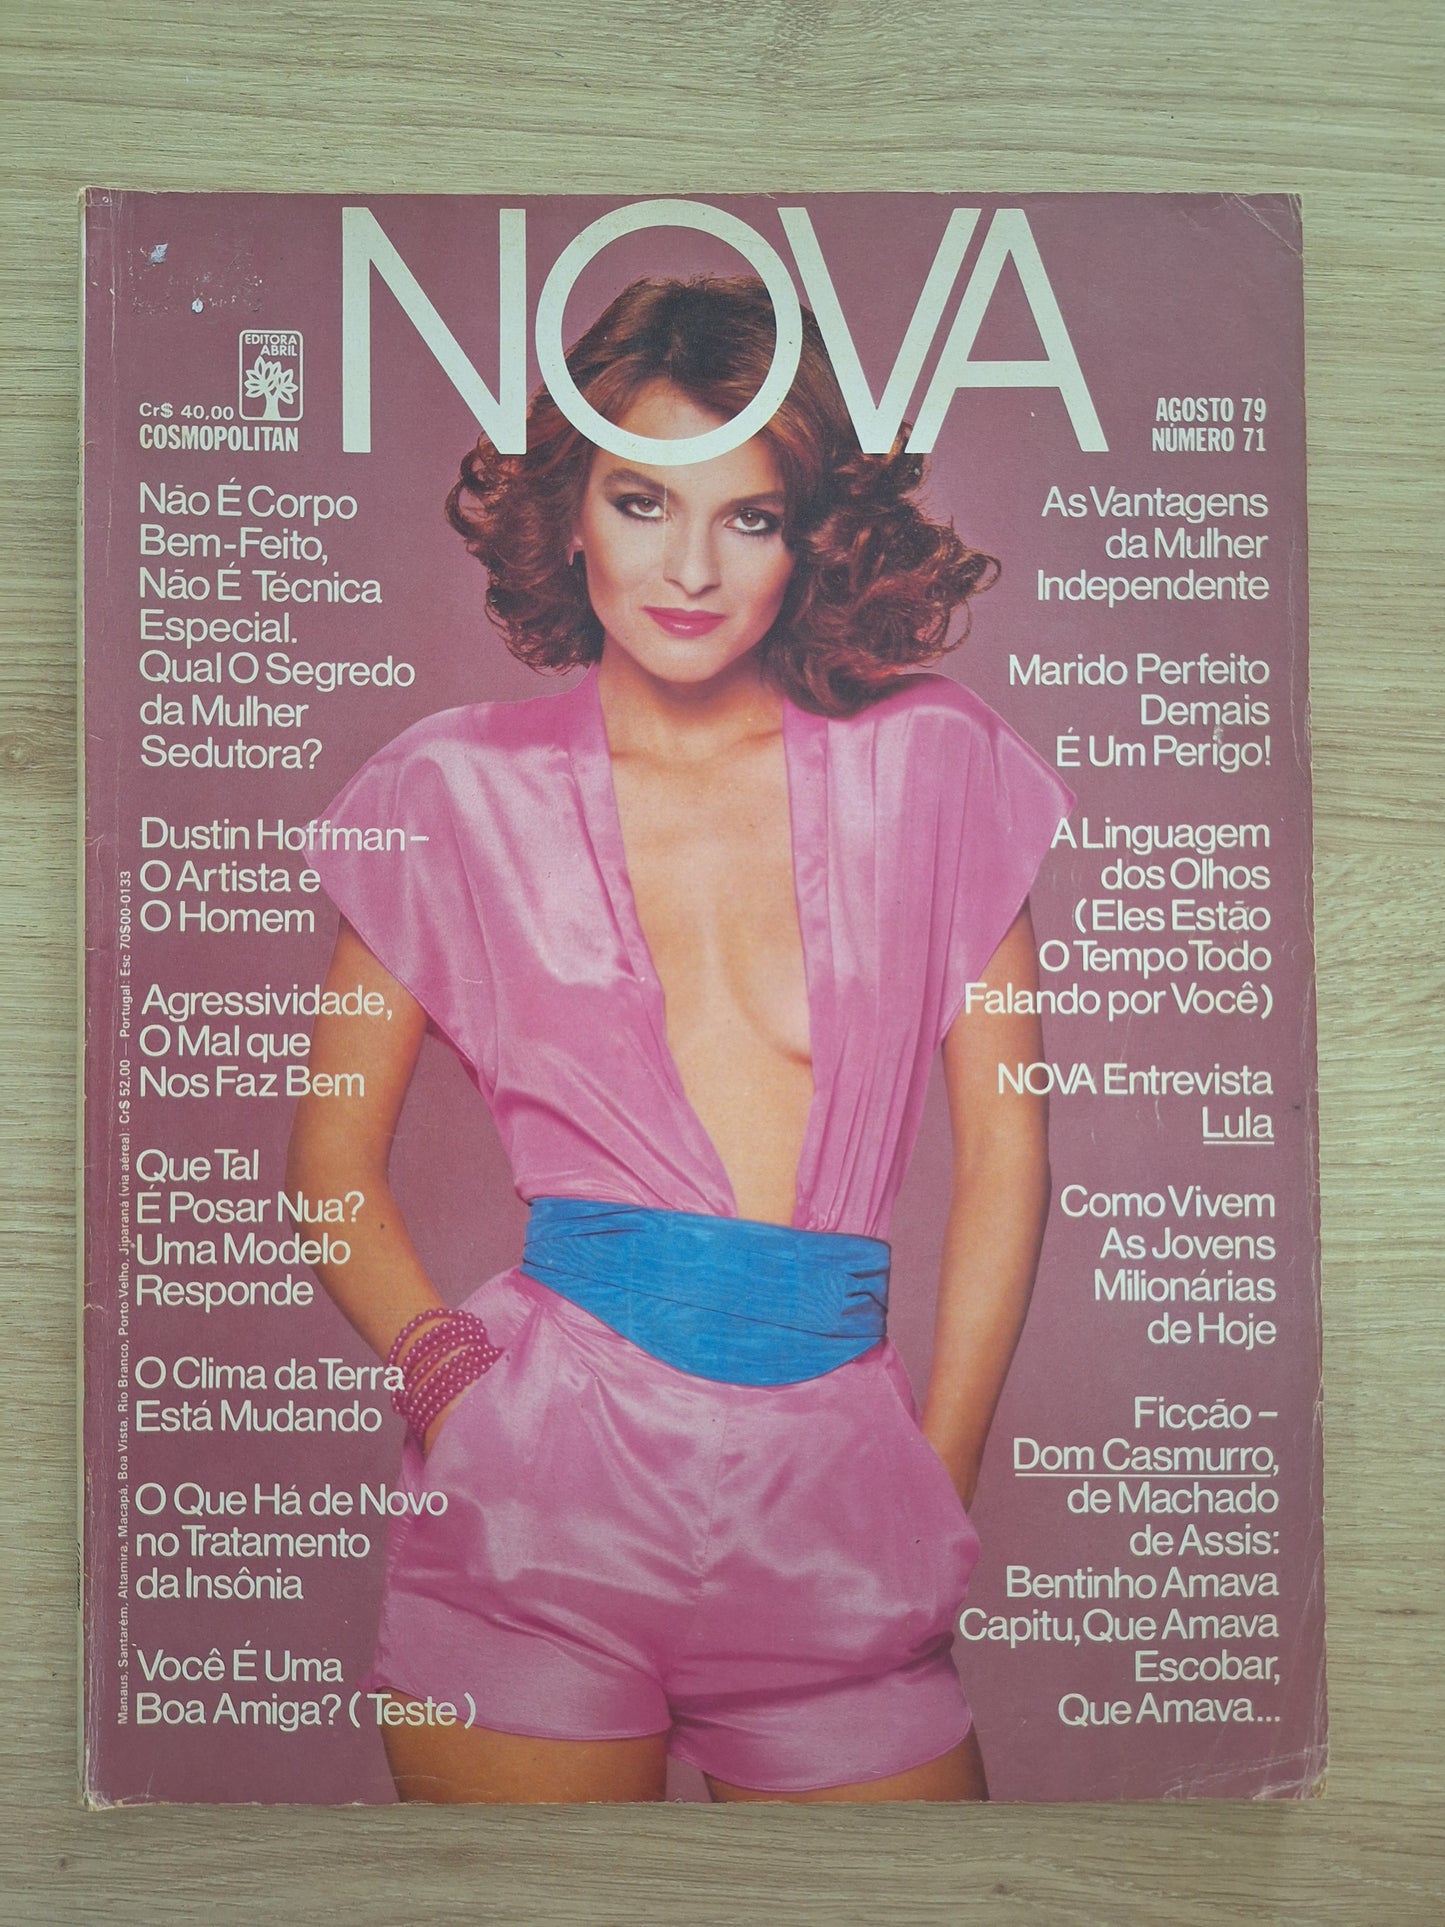 NOVA
EDITORA
ABRIL
Cr$ 40,00
COSMOPOLITAN
AGOSTO 79
NÚMERO 71
Não É Corpo
Bem-Feito,
Não É Técnica
Especial.
Qual O Segredo
da Mulher
Sedutora?
Dustin Hoffman–
O Artista e
O Homem
Agressividade,
O Mal que
Nos Faz Bem
Que Tal
É Posar Nua?
Uma Modelo
Responde
O Clima da Terra
Está Mudando
O Que Há de Novo
no Tratamento
da Insônia
Você É Uma
Boa Amiga? (Teste)
As Vantagens
da Mulher
Independente
Marido Perfeito
Demais
É Um Perigo!
A Linguagem
dos Olhos
(Eles Estão
O Tempo Todo
Falando por Você)
NOVA Entrevista
Lula
Como Vivem
As Jovens
Milionárias
de Hoje
Ficção –
Dom Casmurro,
de Machado
de Assis:
Bentinho Amava
Capitu, Que Amava
Escobar,
Que Amava...
Manaus, Santarém, Altamira, Macapá, Boa Vista, Rio Branco, Porto Velho, Jiparaná (via aérea): Cr$ 52,00 — Portugal: Esc 70S00-0133